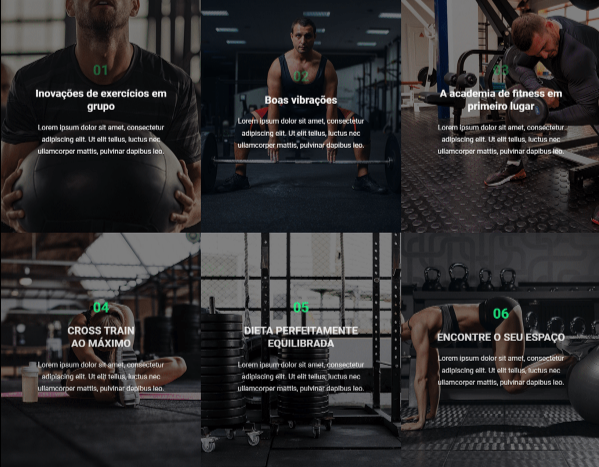 01
Inovações de exercícios em
grupo
Lorem ipsum dolor sit amet, consectetur
adipiscing elit. Ut elit tellus, luctus nec
ullamcorper mattis, pulvinar dapibus leo.
02
Boas vibrações
Lorem ipsum dolor sit amet, consectetur
adipiscing elit. Ut elit tellus, luctus nec
ullamcorper mattis, pulvinar dapibus leo.
03
A academia de fitness em
primeiro lugar
Lorem ipsum dolor sit amet, consectetur
adipiscing elit. Ut elit tellus, luctus nec
ullamcorper mattis, pulvinar dapibus leo.
04
CROSS TRAIN
AO MÁXIMO
Lorem ipsum dolor sit amet, consectetur
adipiscing elit. Ut elit tellus, luctus nec
ullamcorper mattis, pulvinar dapibus leo.
05
DIETA PERFEITAMENTE
EQUILIBRADA
Lorem ipsum dolor sit amet, consectetur
adipiscing elit. Ut elit tellus, luctus nec
ullamcorper mattis, pulvinar dapibus leo.
06
ENCONTRE O SEU ESPAÇO
Lorem ipsum dolor sit amet, consectetur
adipiscing elit. Ut elit tellus, luctus nec
ullamcorper mattis, pulvinar dapibus leo.